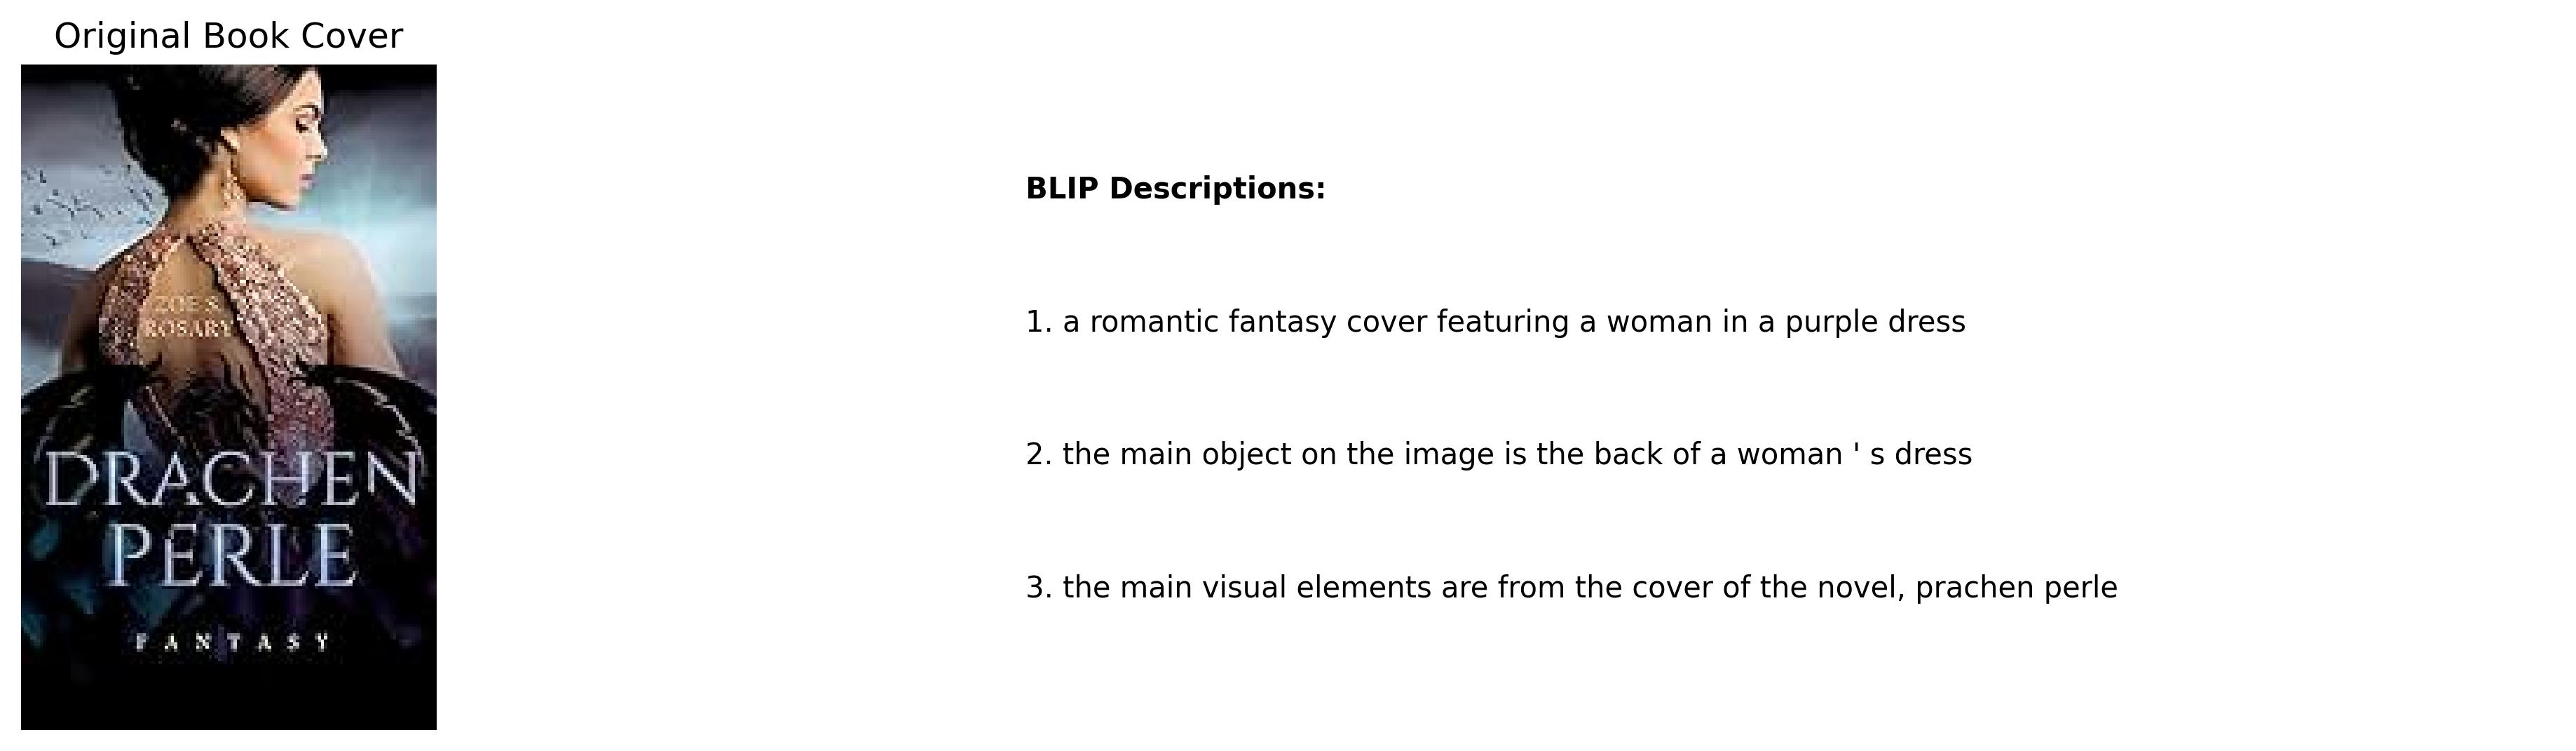 Original Book Cover
ZOE S.
ROSARY
DRACHEN
PERLE
FANTASY
BLIP Descriptions:
1. a romantic fantasy cover featuring a woman in a purple dress
2. the main object on the image is the back of a woman ' s dress
3. the main visual elements are from the cover of the novel, prachen perle